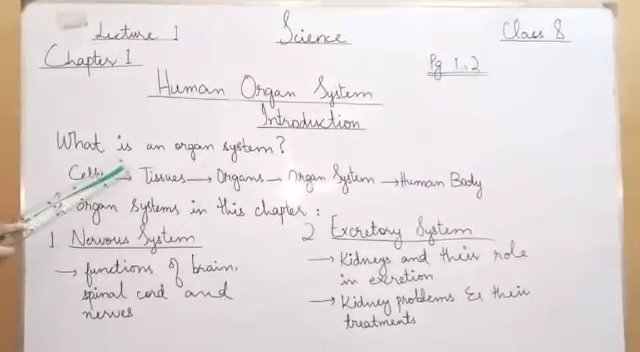 Lecture 1 Science Class 8
Chapter 1 Pg 1,2
Human Organ System
Introduction
What is an organ system?
Cells → Tissues → Organs → Organ System → Human Body
organ systems in this chapter :
1 Nervous System
→ functions of brain,
spinal cord and
nerves
2 Excretory System
→ Kidneys and their role
in excretion
→ Kidney problems & their
treatments